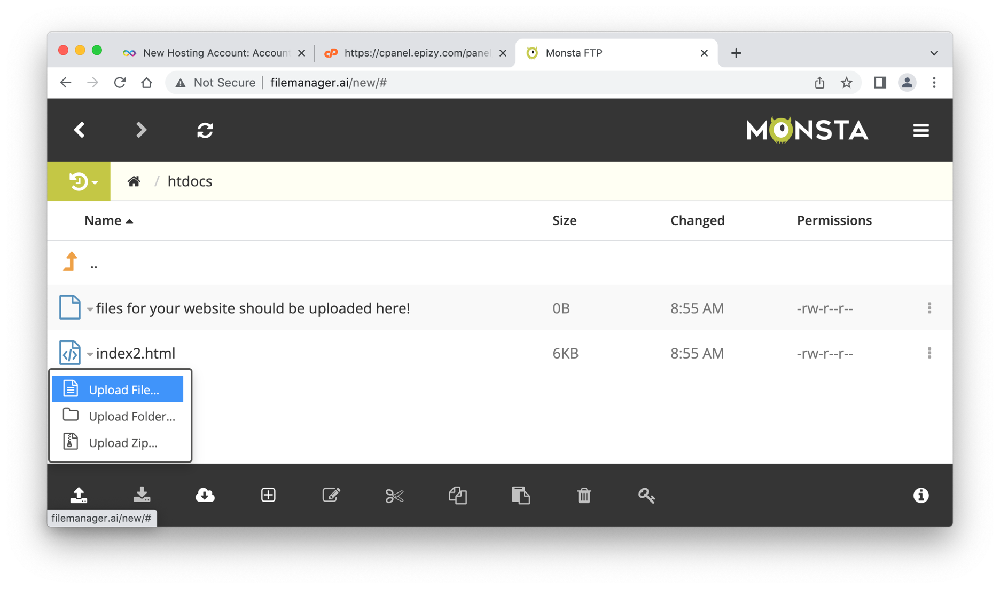 New Hosting Account: Account
https://cpanel.epizy.com/panel
Monsta FTP
Not Secure
filemanager.ai/new/#
MONSTA
/ htdocs
Name
Size
Changed
Permissions
..
files for your website should be uploaded here!
0B
8:55 AM
-rw-r--r--
index2.html
6KB
8:55 AM
-rw-r--r--
Upload File...
Upload Folder...
Upload Zip...
filemanager.ai/new/#